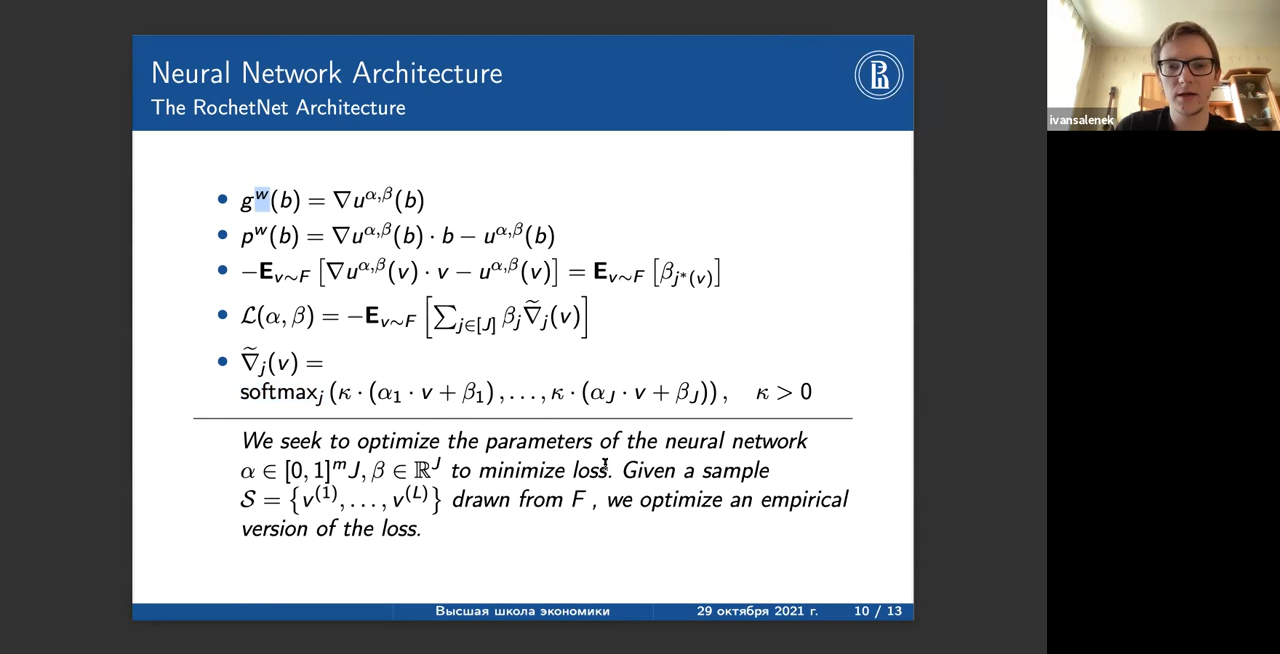 Neural Network Architecture
The RochetNet Architecture
ivansalenek
• g^w(b) = ∇u^{α,β}(b)
• p^w(b) = ∇u^{α,β}(b) · b − u^{α,β}(b)
• −E_{v∼F} [∇u^{α,β}(v) · v − u^{α,β}(v)] = E_{v∼F} [β_{j*(v)}]
• ℒ(α, β) = −E_{v∼F} [∑_{j∈[J]} β_j ∇̃_j(v)]
• ∇̃_j(v) =
softmax_j (κ · (α_1 · v + β_1), . . . , κ · (α_J · v + β_J)), κ > 0
We seek to optimize the parameters of the neural network
α ∈ [0, 1]^m J, β ∈ ℝ^J to minimize loss. Given a sample
𝒮 = {v^{(1)}, . . . , v^{(L)}} drawn from F , we optimize an empirical
version of the loss.
Высшая школа экономики 29 октября 2021 г. 10 / 13